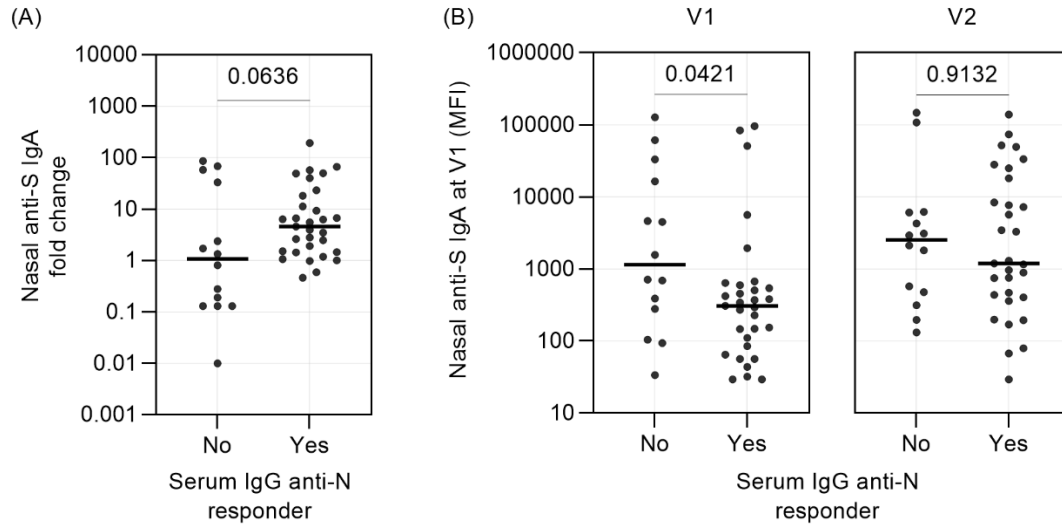 (A)
Nasal anti-S IgA
fold change
10000
1000
100
10
1
0.1
0.01
0.001
0.0636
No
Yes
Serum IgG anti-N
responder
(B)
V1
V2
Nasal anti-S IgA at V1 (MFI)
1000000
100000
10000
1000
100
10
0.0421
0.9132
No
Yes
No
Yes
Serum IgG anti-N
responder